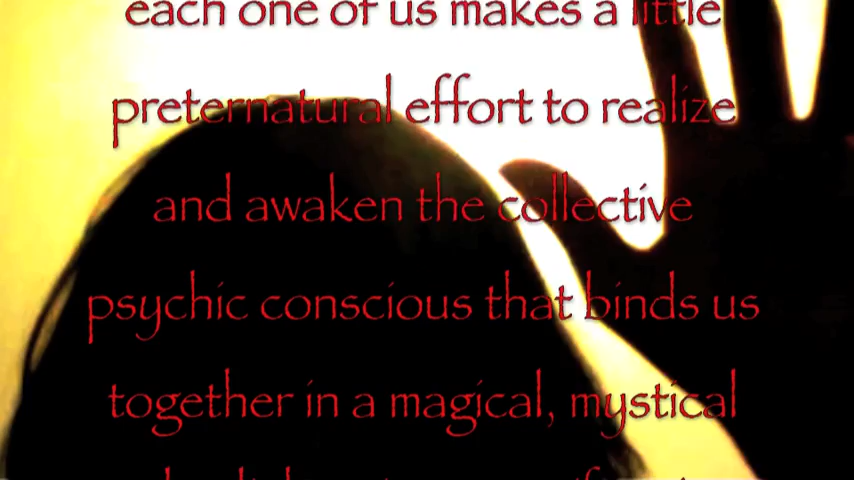 each one of us makes a little
preternatural effort to realize
and awaken the collective
psychic conscious that binds us
together in a magical, mystical